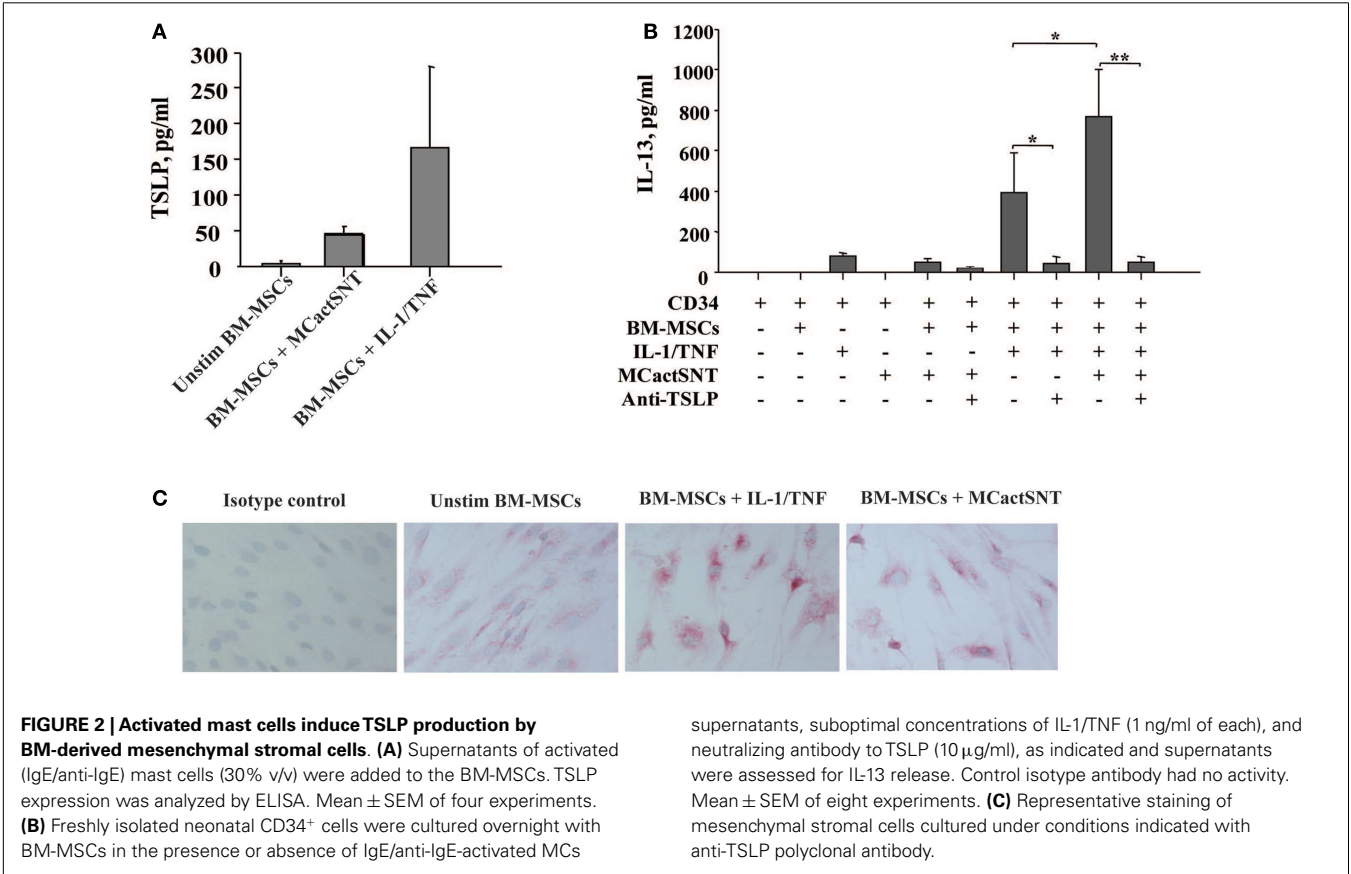 A
300
250
200
150
100
50
0
TSLP, pg/ml
Unstim BM-MSCs
BM-MSCs + MCactSNT
BM-MSCs + IL-1/TNF
B
1200
1000
800
600
400
200
0
IL-13, pg/ml
*
**
*
CD34 + + + + + + + + + +
BM-MSCs - + - - + + + + + +
IL-1/TNF - - + - - - + + + +
MCactSNT - - - + + + - - + +
Anti-TSLP - - - - - + - + - +
C
Isotype control
Unstim BM-MSCs
BM-MSCs + IL-1/TNF
BM-MSCs + MCactSNT
FIGURE 2 | Activated mast cells induce TSLP production by
BM-derived mesenchymal stromal cells. (A) Supernatants of activated
(IgE/anti-IgE) mast cells (30% v/v) were added to the BM-MSCs. TSLP
expression was analyzed by ELISA. Mean ± SEM of four experiments.
(B) Freshly isolated neonatal CD34+ cells were cultured overnight with
BM-MSCs in the presence or absence of IgE/anti-IgE-activated MCs
supernatants, suboptimal concentrations of IL-1/TNF (1 ng/ml of each), and
neutralizing antibody to TSLP (10 μg/ml), as indicated and supernatants
were assessed for IL-13 release. Control isotype antibody had no activity.
Mean ± SEM of eight experiments. (C) Representative staining of
mesenchymal stromal cells cultured under conditions indicated with
anti-TSLP polyclonal antibody.